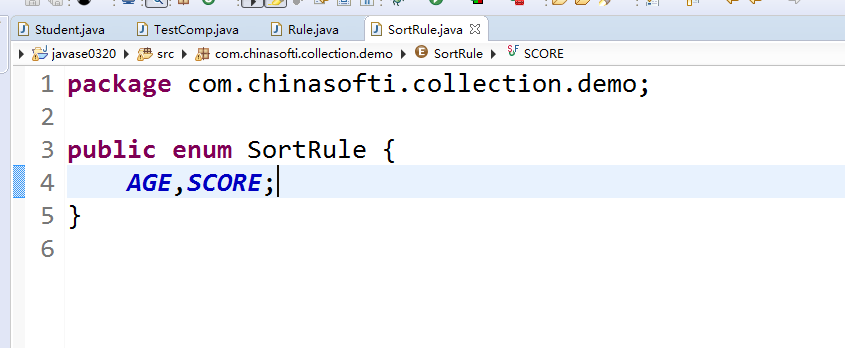 Student.java TestComp.java Rule.java SortRule.java
javase0320 src com.chinasofti.collection.demo SortRule SCORE
1 package com.chinasofti.collection.demo;
2
3 public enum SortRule {
4 AGE,SCORE;
5 }
6